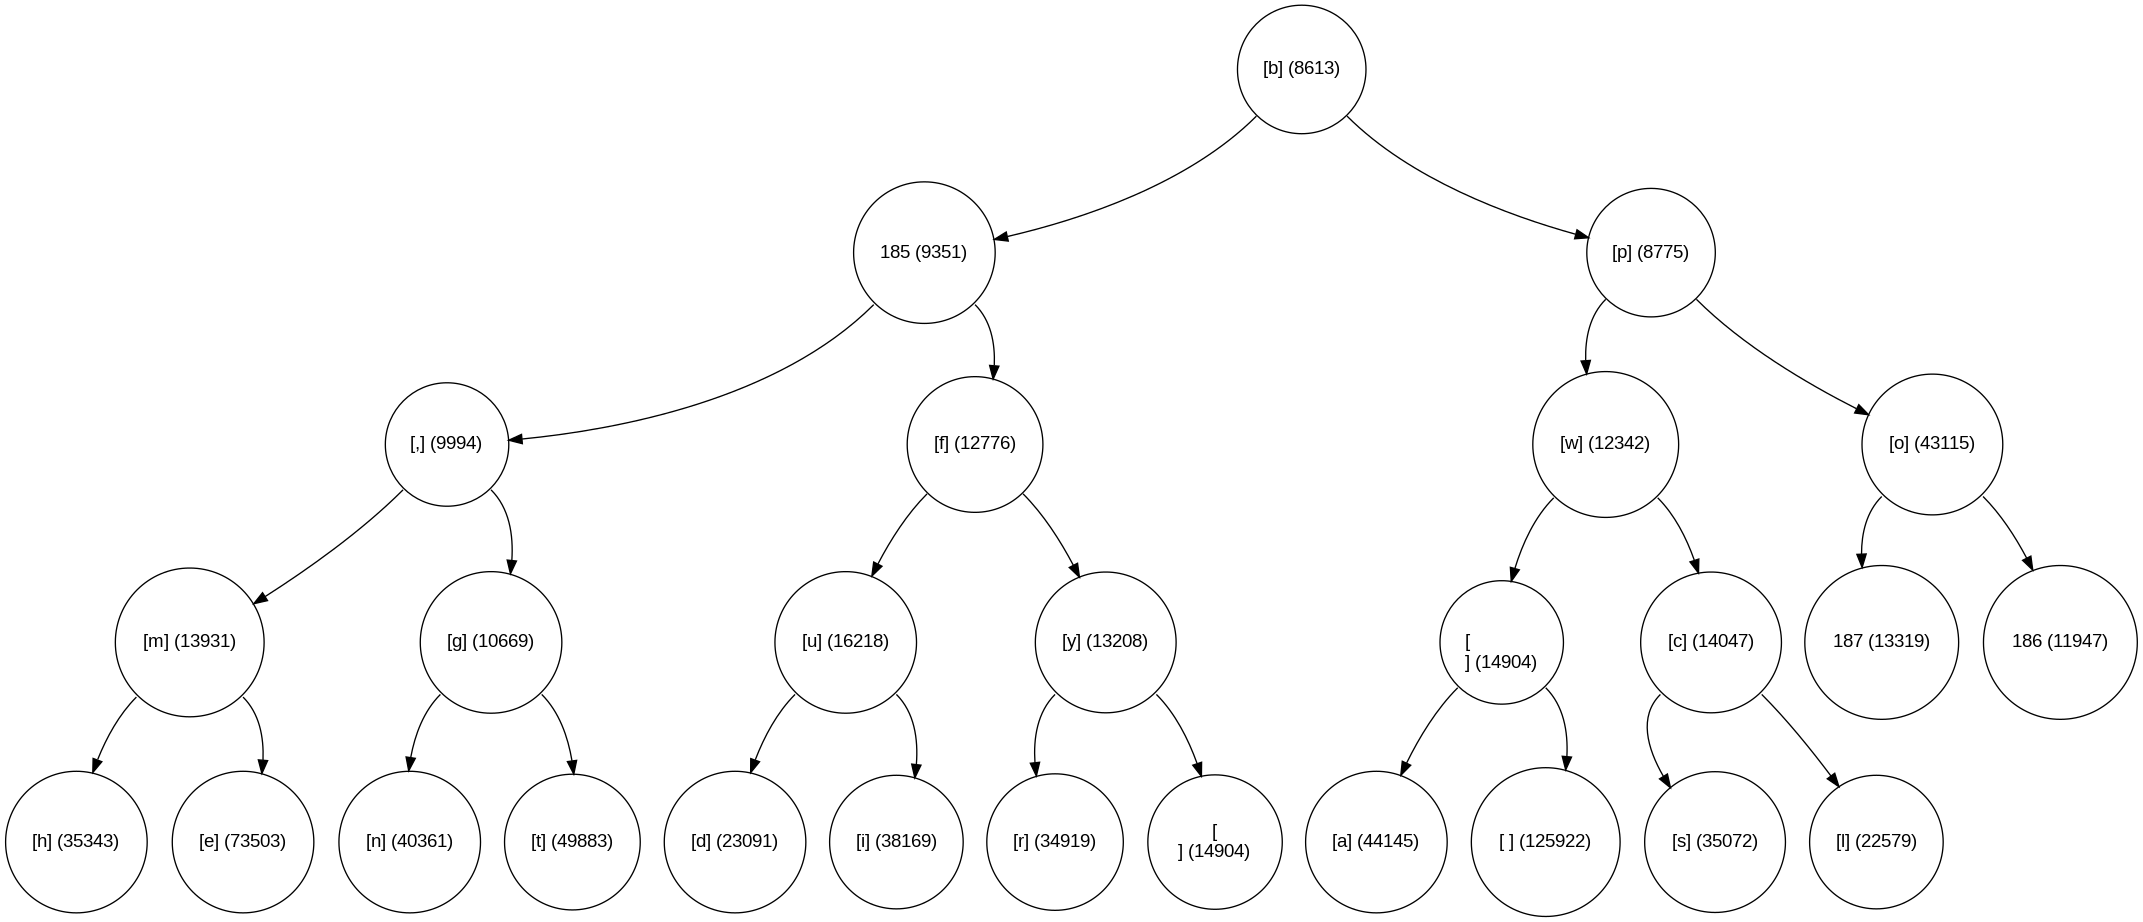 [b] (8613)
185 (9351)
[p] (8775)
[,] (9994)
[f] (12776)
[w] (12342)
[o] (43115)
[m] (13931)
[g] (10669)
[u] (16218)
[y] (13208)
[
] (14904)
[c] (14047)
187 (13319)
186 (11947)
[h] (35343)
[e] (73503)
[n] (40361)
[t] (49883)
[d] (23091)
[i] (38169)
[r] (34919)
[
] (14904)
[a] (44145)
[ ] (125922)
[s] (35072)
[l] (22579)